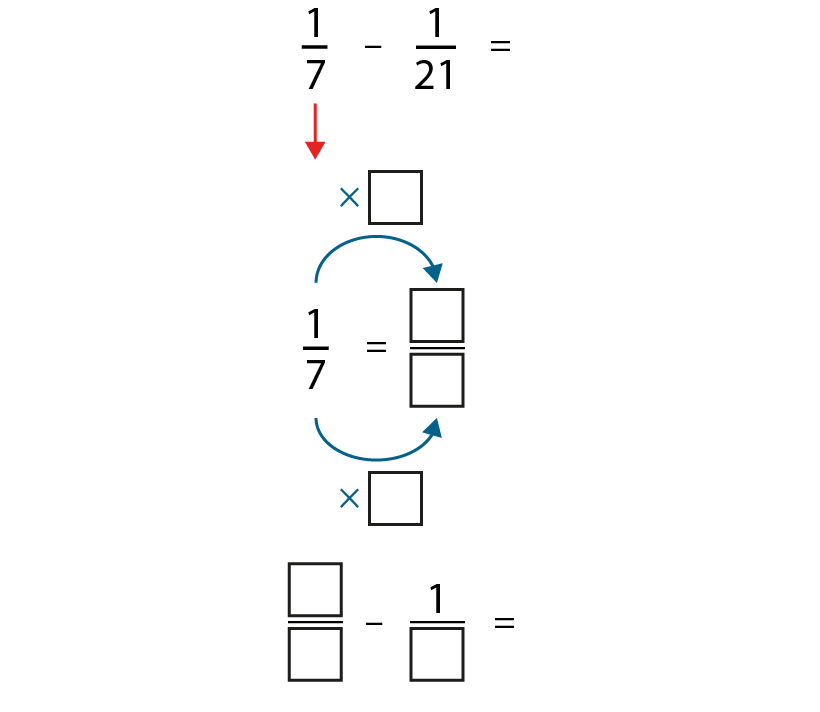 1/7 - 1/21 =
× □
1/7 = □/□
× □
□/□ - 1/□ =